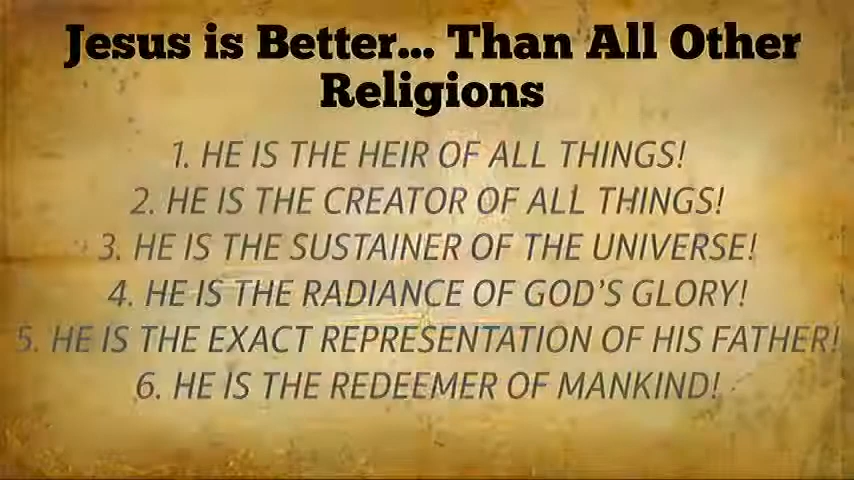 Jesus is Better... Than All Other
Religions
1. HE IS THE HEIR OF ALL THINGS!
2. HE IS THE CREATOR OF ALL THINGS!
3. HE IS THE SUSTAINER OF THE UNIVERSE!
4. HE IS THE RADIANCE OF GOD'S GLORY!
5. HE IS THE EXACT REPRESENTATION OF HIS FATHER!
6. HE IS THE REDEEMER OF MANKIND!